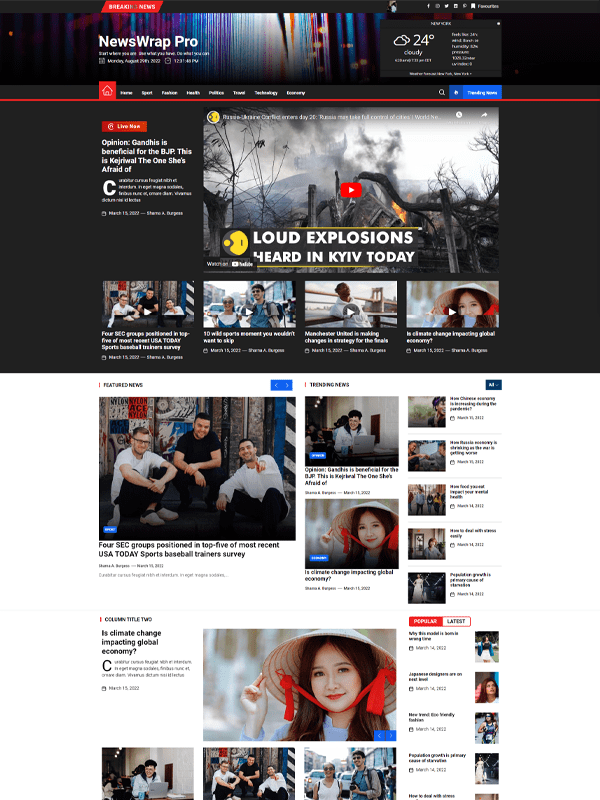 BREAKING NEWS
Favourites
NewsWrap Pro
Start where you are. Use what you have. Do what you can.
Monday, August 29th, 2022 12:31:48 PM
NEW YORK
24°
cloudy
feels like: 24°
humidity: 63%
pressure:
uv index: 0
Weather Forecast New York, New York
Home Sport Fashion Health Politics Travel Technology Economy
Trending News
Live Now
Opinion: Gandhis is
beneficial for the BJP. This
is Kejriwal The One She's
Afraid of
Curabitur cursus feugiat nibh et
interdum. In eget magna sodales,
finibus nunc et, ornare diam. Vivamus
dictum nisi id lectus
March 15, 2022 — Shama A. Burgess
Russia-Ukraine Conflict enters day 20: 'Russia may take full control of cities' | World Ne...
LOUD EXPLOSIONS
HEARD IN KYIV TODAY
Watch on YouTube
Four SEC groups positioned in top-
five of most recent USA TODAY
Sports baseball trainers survey
March 15, 2022 — Shama A. Burgess
10 wild sports moment you wouldn't
want to skip
March 15, 2022 — Shama A. Burgess
Manchester United is making
changes in strategy for the finals
March 15, 2022 — Shama A. Burgess
Is climate change impacting global
economy?
March 15, 2022 — Shama A. Burgess
FEATURED NEWS
SPORT
Four SEC groups positioned in top-five of most recent
USA TODAY Sports baseball trainers survey
Shama A. Burgess — March 15, 2022
Curabitur cursus feugiat nibh et interdum. In eget magna sodales,...
TRENDING NEWS
All
OPINION
Opinion: Gandhis is beneficial for the
BJP. This is Kejriwal The One She's
Afraid of
Shama A. Burgess — March 15, 2022
ECONOMY
Is climate change impacting global
economy?
Shama A. Burgess — March 15, 2022
How Chinese economy
is increasing during the
pandemic?
March 15, 2022
How Russia economy is
shrinking as the war is
getting worse
March 15, 2022
How food you eat
impact your mental
health
March 14, 2022
How to deal with stress
easily
March 14, 2022
Population growth is
primary cause of
starvation
March 14, 2022
COLUMN TITLE TWO
Is climate change
impacting global
economy?
Curabitur cursus feugiat nibh et
interdum. In eget magna sodales,
finibus nunc et, ornare diam.
Vivamus dictum nisi id lectus
March 15, 2022
POPULAR LATEST
Why this model is born in
wrong time
March 14, 2022
Japanese designers are on
next level
March 14, 2022
New trend: Eco friendly
fashion
March 14, 2022
Population growth is primary
cause of starvation
March 14, 2022
How to deal with stress